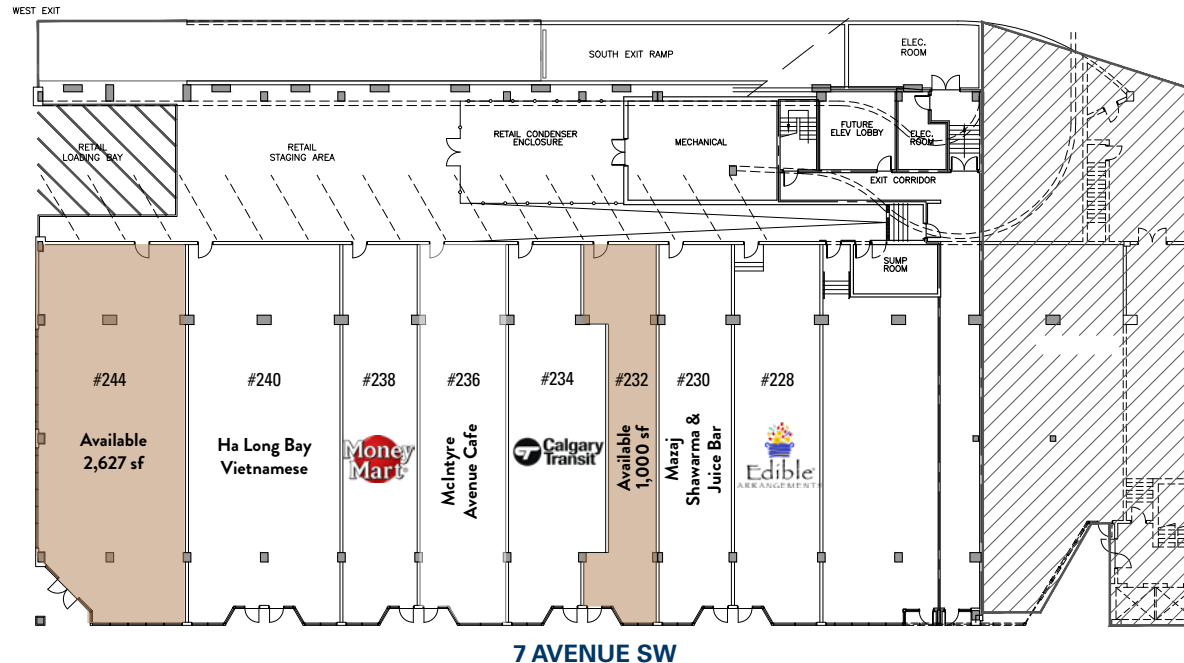 WEST EXIT
SOUTH EXIT RAMP
ELEC.
ROOM
RETAIL
LOADING BAY
RETAIL
STAGING AREA
RETAIL CONDENSER
ENCLOSURE
MECHANICAL
FUTURE
ELEV LOBBY
ELEC.
ROOM
EXIT CORRIDOR
SUMP
ROOM
#244
Available
2,627 sf
#240
Ha Long Bay
Vietnamese
#238
Money
Mart®
#236
McIntyre
Avenue Cafe
#234
Calgary
Transit
#232
Available
1,000 sf
#230
Mazaj
Shawarma &
Juice Bar
#228
Edible®
ARRANGEMENTS
7 AVENUE SW